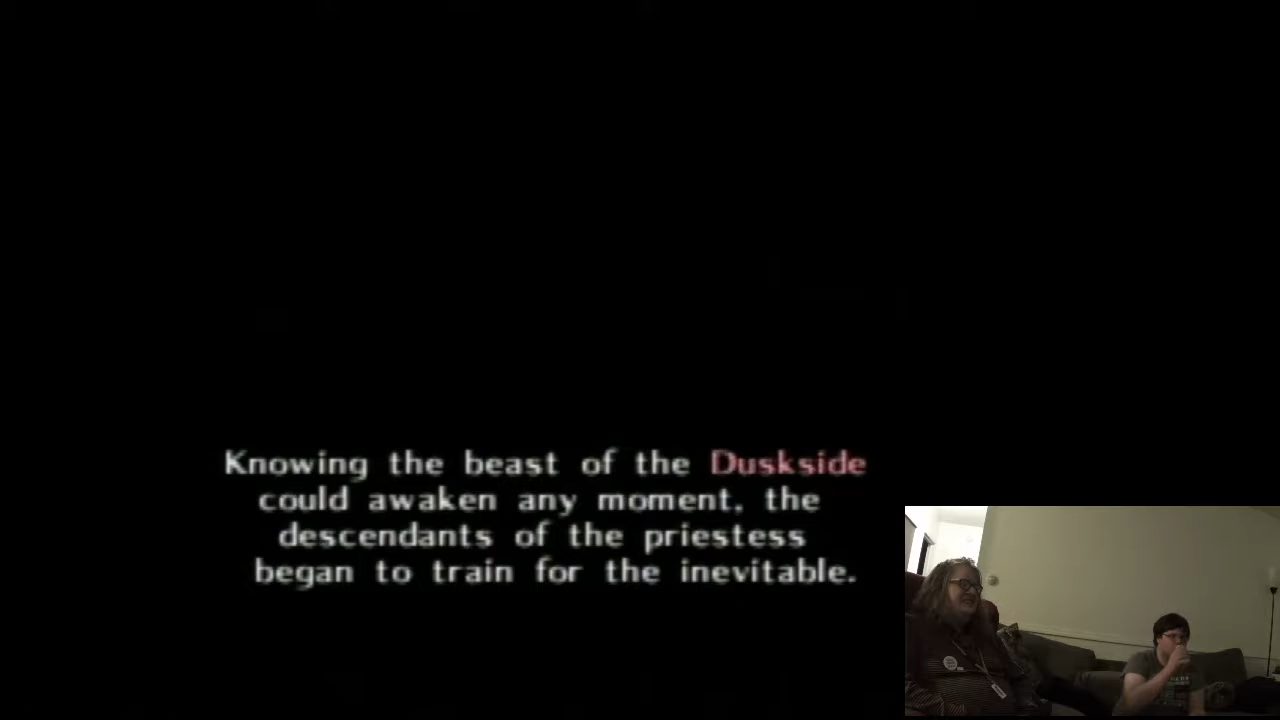 Knowing the beast of the Duskside
could awaken any moment, the
descendants of the priestess
began to train for the inevitable.